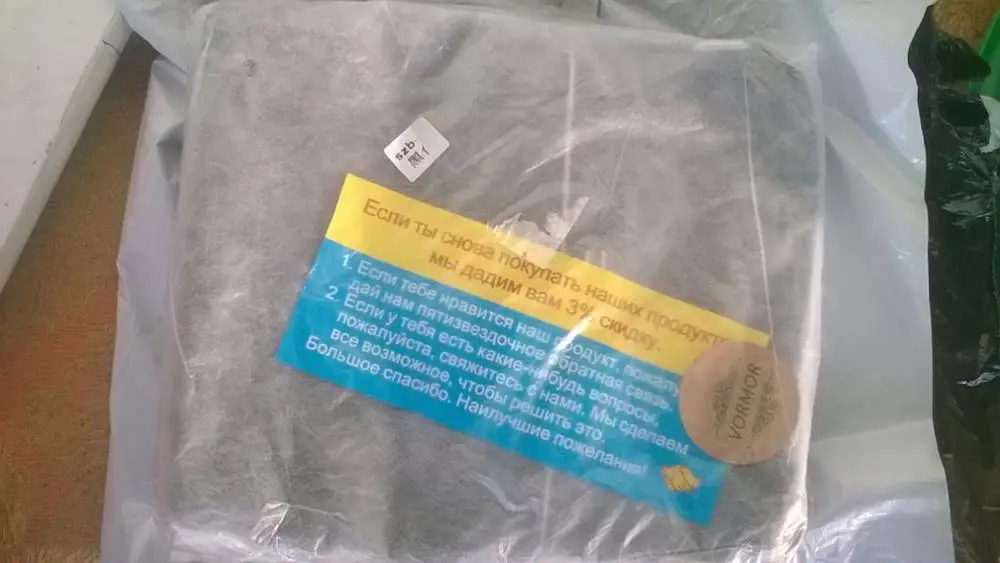 szb
黑1
Если ты снова покупать наших продукт
мы дадим вам 3% скидку.
1. Если тебе нравится наш продукт, пожалу
дай нам пятизвездочное обратная связь.
2. Если у тебя есть какие-нибудь вопросы,
пожалуйста, свяжитесь с нами. Мы сделаем
все возможное, чтобы решить это.
Большое спасибо. Наилучшие пожелания!
VORMOR